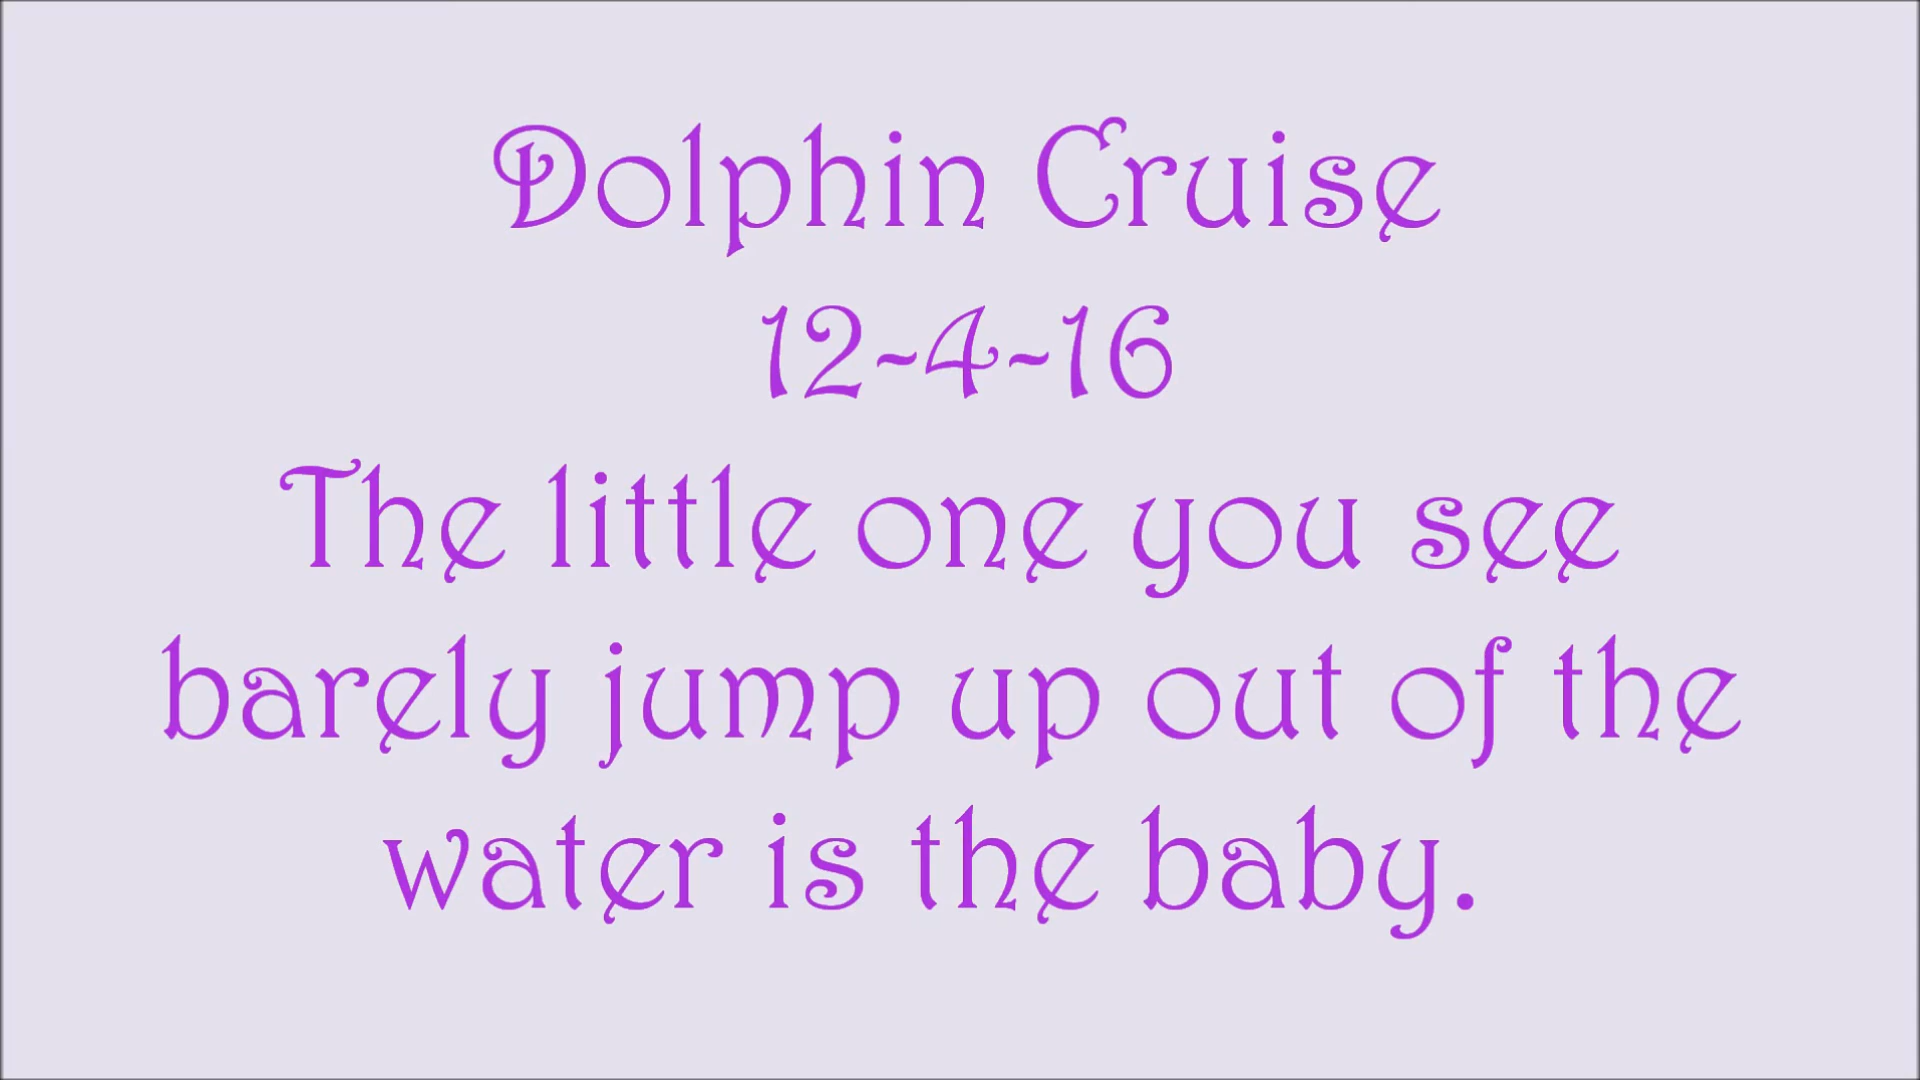 Dolphin Cruise
12-4-16
The little one you see
barely jump up out of the
water is the baby.